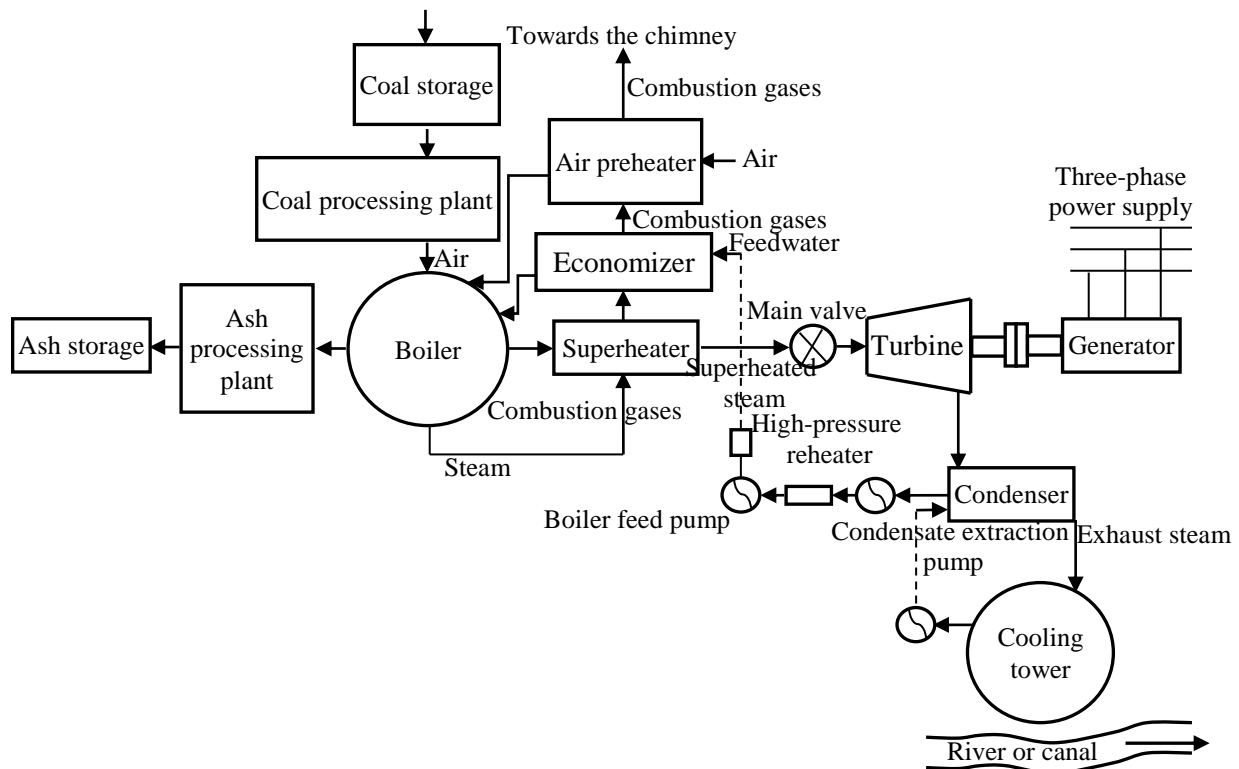 Towards the chimney
Coal storage
Combustion gases
Air preheater
Air
Coal processing plant
Three-phase
power supply
Combustion gases
Feedwater
Air
Economizer
Main valve
Ash storage
Ash
processing
plant
Boiler
Superheater
Turbine
Generator
Superheated
steam
Combustion gases
High-pressure
reheater
Steam
Condenser
Boiler feed pump
Condensate extraction
pump
Exhaust steam
Cooling
tower
River or canal